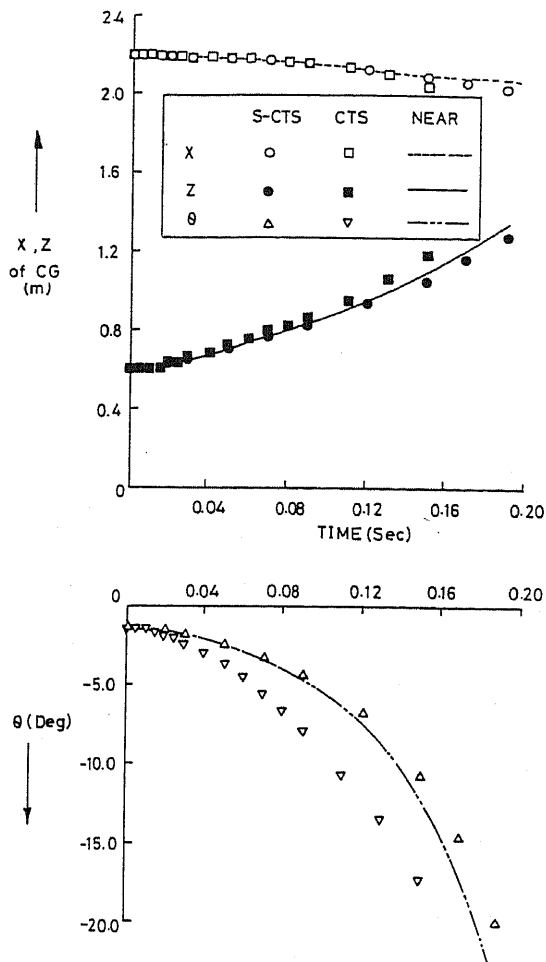 2.4
2.0
1.6
1.2
0.8
0.4
0
X , Z
of CG
(m)
S-CTS CTS NEAR
X
Z
θ
0.04 0.08 0.12 0.16 0.20
TIME (Sec)
0 0.04 0.08 0.12 0.16 0.20
-5.0
-10.0
-15.0
-20.0
θ (Deg)